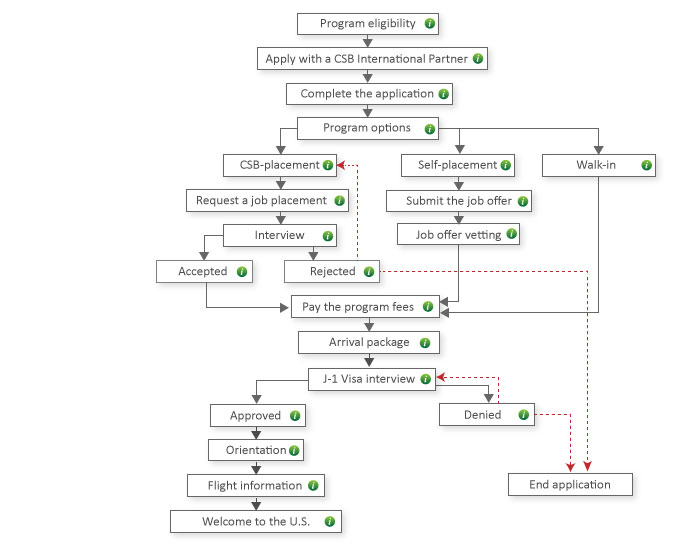 Program eligibility
Apply with a CSB International Partner
Complete the application
Program options
CSB-placement
Self-placement
Walk-in
Request a job placement
Submit the job offer
Interview
Job offer vetting
Accepted
Rejected
Pay the program fees
Arrival package
J-1 Visa interview
Approved
Denied
Orientation
Flight information
End application
Welcome to the U.S.